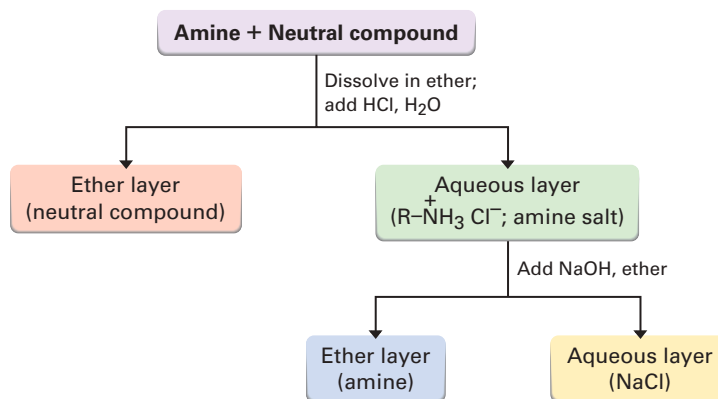 Amine + Neutral compound
Dissolve in ether;
add HCl, H₂O
Ether layer
(neutral compound)
Aqueous layer
(R–N⁺H₃ Cl⁻; amine salt)
Add NaOH, ether
Ether layer
(amine)
Aqueous layer
(NaCl)